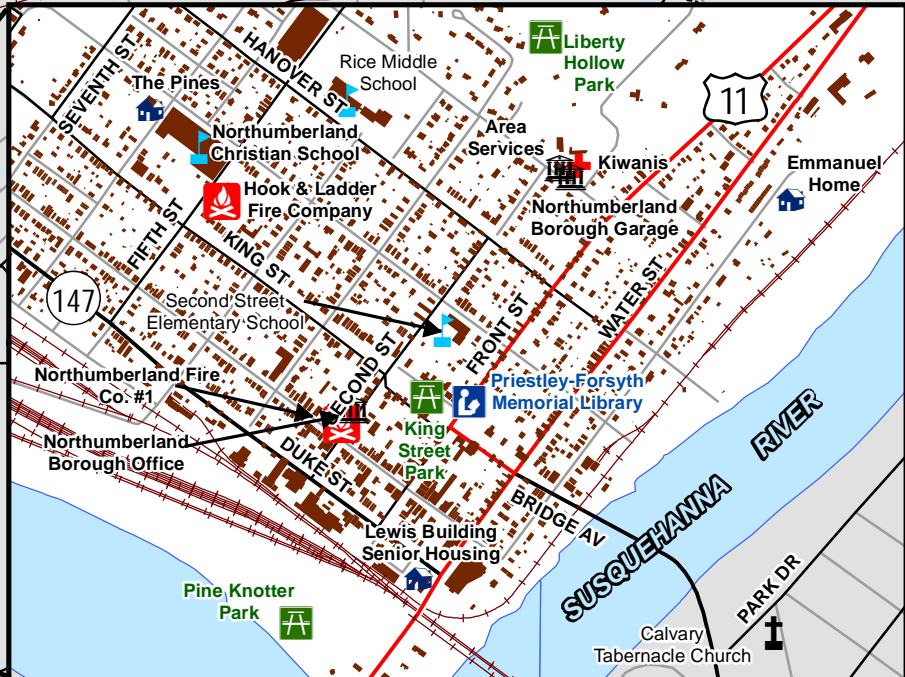 HANOVER ST
SEVENTH ST
Rice Middle
School
Liberty
Hollow
Park
The Pines
11
Northumberland
Christian School
Area
Services
Kiwanis
Emmanuel
Home
Hook & Ladder
Fire Company
Northumberland
Borough Garage
FIFTH ST
KING ST
147
Second Street
Elementary School
FRONT ST
WATER ST
SECOND ST
Northumberland Fire
Co. #1
Priestley-Forsyth
Memorial Library
King
Street
Park
Northumberland
Borough Office
DUKE ST
BRIDGE AV
SUSQUEHANNA RIVER
Lewis Building
Senior Housing
Pine Knotter
Park
PARK DR
Calvary
Tabernacle Church